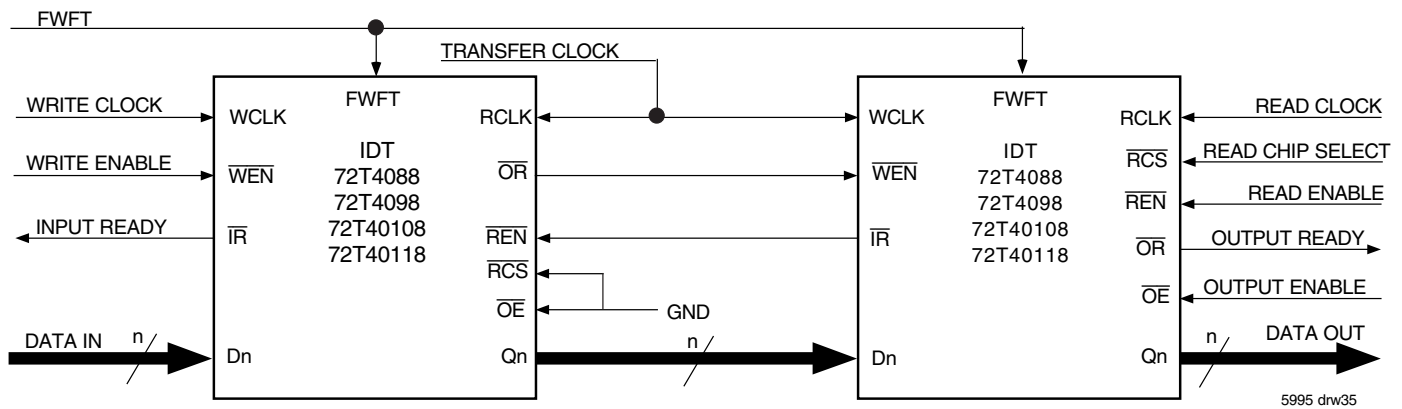 FWFT
TRANSFER CLOCK
WRITE CLOCK WCLK FWFT RCLK WCLK FWFT RCLK READ CLOCK
IDT IDT
WRITE ENABLE WEN 72T4088 OR WEN 72T4088 RCS READ CHIP SELECT
72T4098 72T4098 REN READ ENABLE
INPUT READY IR 72T40108 REN IR 72T40108 OR OUTPUT READY
72T40118 72T40118
RCS
OE GND OE OUTPUT ENABLE
DATA IN n Dn Qn n Dn Qn n DATA OUT
5995 drw35